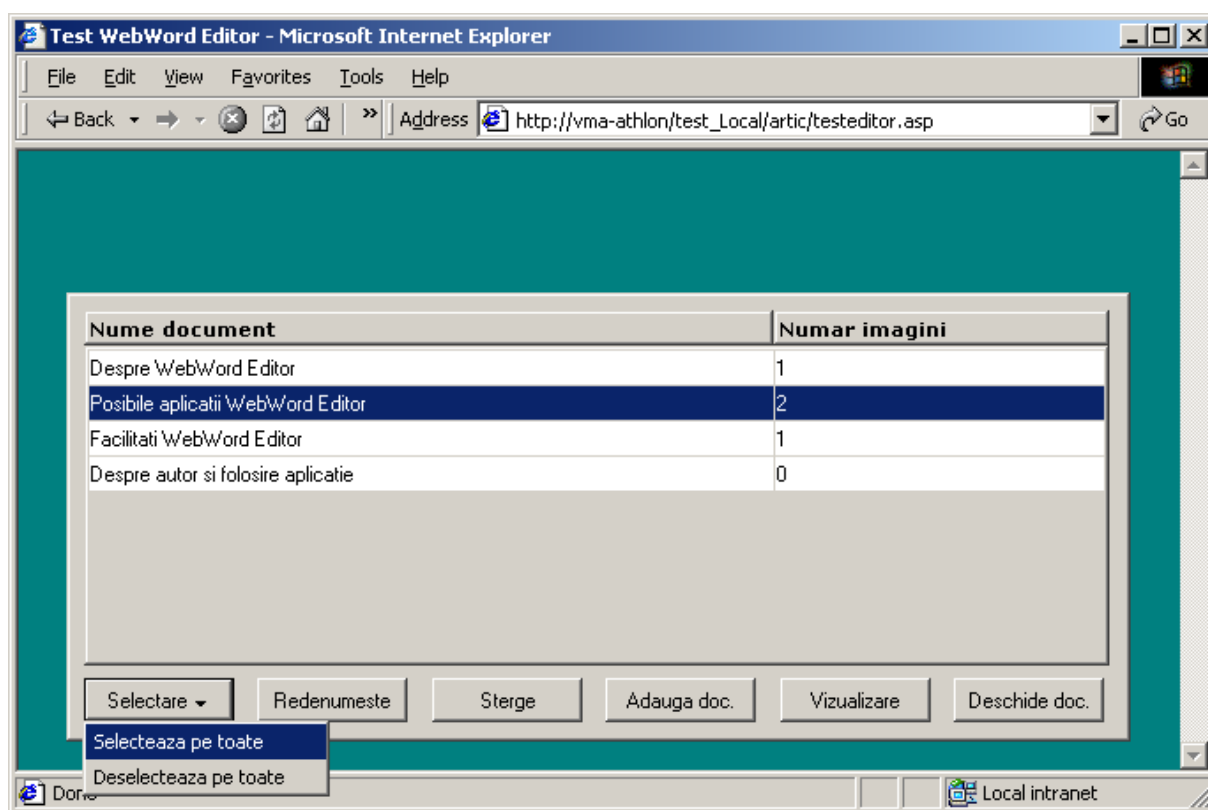 Test WebWord Editor - Microsoft Internet Explorer
File Edit View Favorites Tools Help
Back » Address http://vma-athlon/test_Local/artic/testeditor.asp Go
Nume document Numar imagini
Despre WebWord Editor 1
Posibile aplicatii WebWord Editor 2
Facilitati WebWord Editor 1
Despre autor si folosire aplicatie 0
Selectare Redenumeste Sterge Adauga doc. Vizualizare Deschide doc.
Selecteaza pe toate
Deselecteaza pe toate
Local intranet